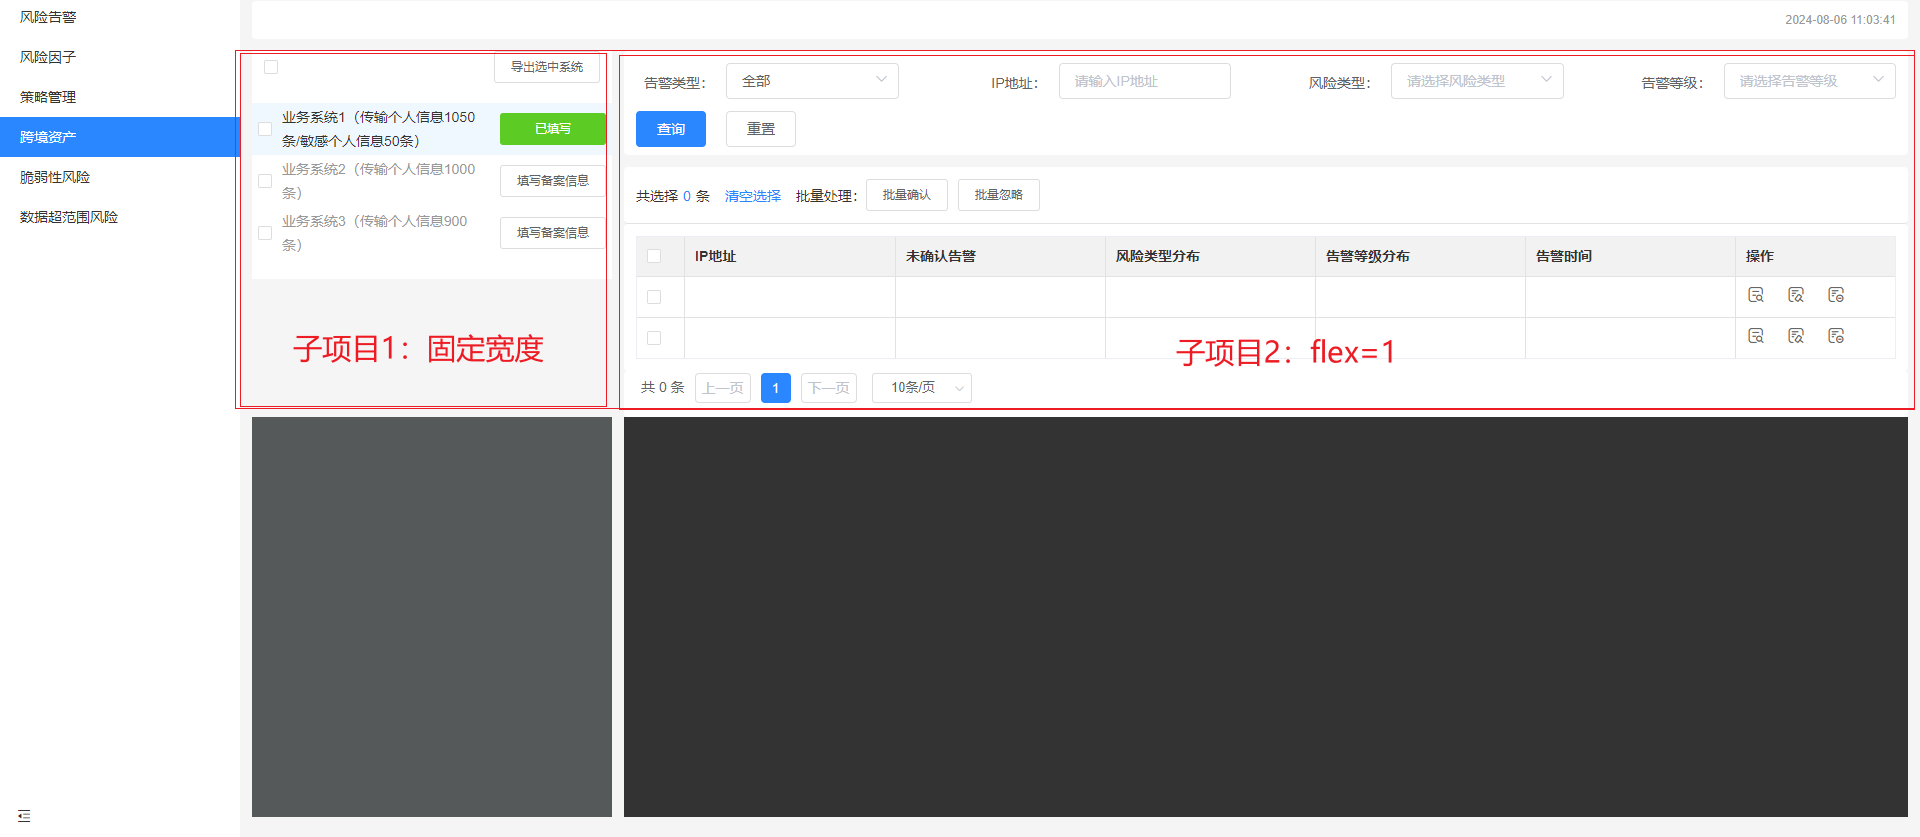 风险告警
风险因子
策略管理
跨境资产
脆弱性风险
数据超范围风险
2024-08-06 11:03:41
导出选中系统
业务系统1（传输个人信息1050
条/敏感个人信息50条）
已填写
业务系统2（传输个人信息1000
条）
填写备案信息
业务系统3（传输个人信息900
条）
填写备案信息
子项目1：固定宽度
告警类型： 全部 IP地址： 请输入IP地址 风险类型： 请选择风险类型 告警等级： 请选择告警等级
查询 重置
共选择 0 条 清空选择 批量处理： 批量确认 批量忽略
IP地址 未确认告警 风险类型分布 告警等级分布 告警时间 操作
子项目2：flex=1
共 0 条 上一页 1 下一页 10条/页